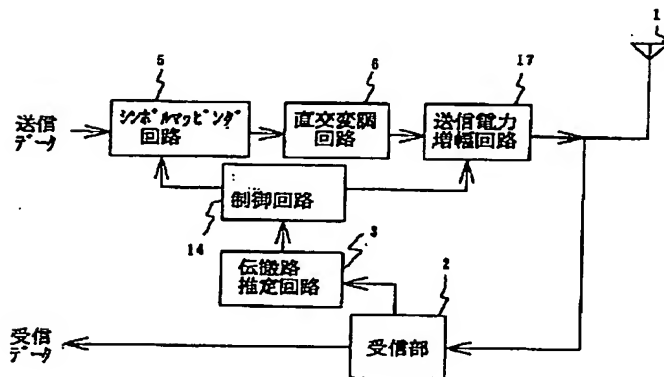 1
5
6
17
送信
データ
シンボルマッピング
回路
直交変調
回路
送信電力
増幅回路
制御回路
14
3
伝搬路
推定回路
2
受信
データ
受信部